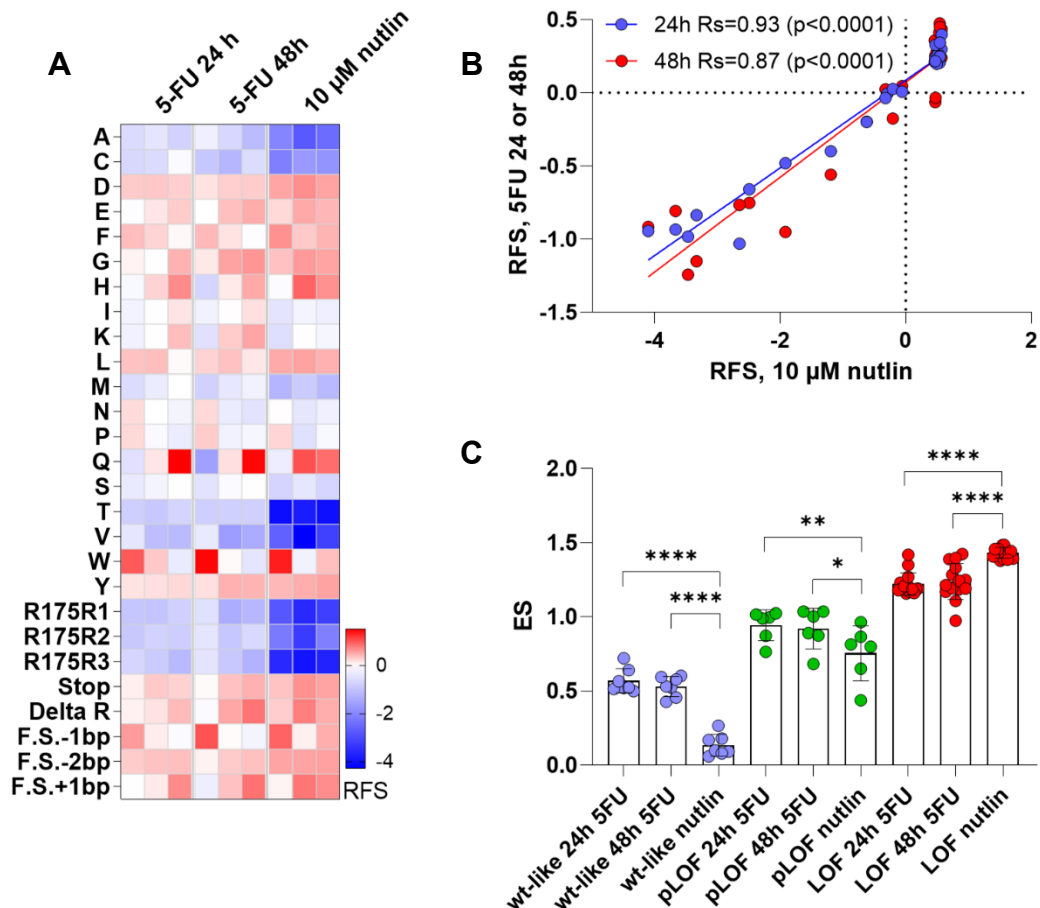 A
5-FU 24 h
5-FU 48h
10 µM nutlin
A
C
D
E
F
G
H
I
K
L
M
N
P
Q
S
T
V
W
Y
R175R1
R175R2
R175R3
Stop
Delta R
F.S.-1bp
F.S.-2bp
F.S.+1bp
0
-2
-4
RFS
B
24h Rs=0.93 (p<0.0001)
48h Rs=0.87 (p<0.0001)
0.5
0.0
-0.5
-1.0
-1.5
RFS, 5FU 24 or 48h
-4
-2
0
2
RFS, 10 µM nutlin
C
2.0
1.5
1.0
0.5
0.0
ES
****
****
**
*
****
****
wt-like 24h 5FU
wt-like 48h 5FU
wt-like nutlin
pLOF 24h 5FU
pLOF 48h 5FU
pLOF nutlin
LOF 24h 5FU
LOF 48h 5FU
LOF nutlin